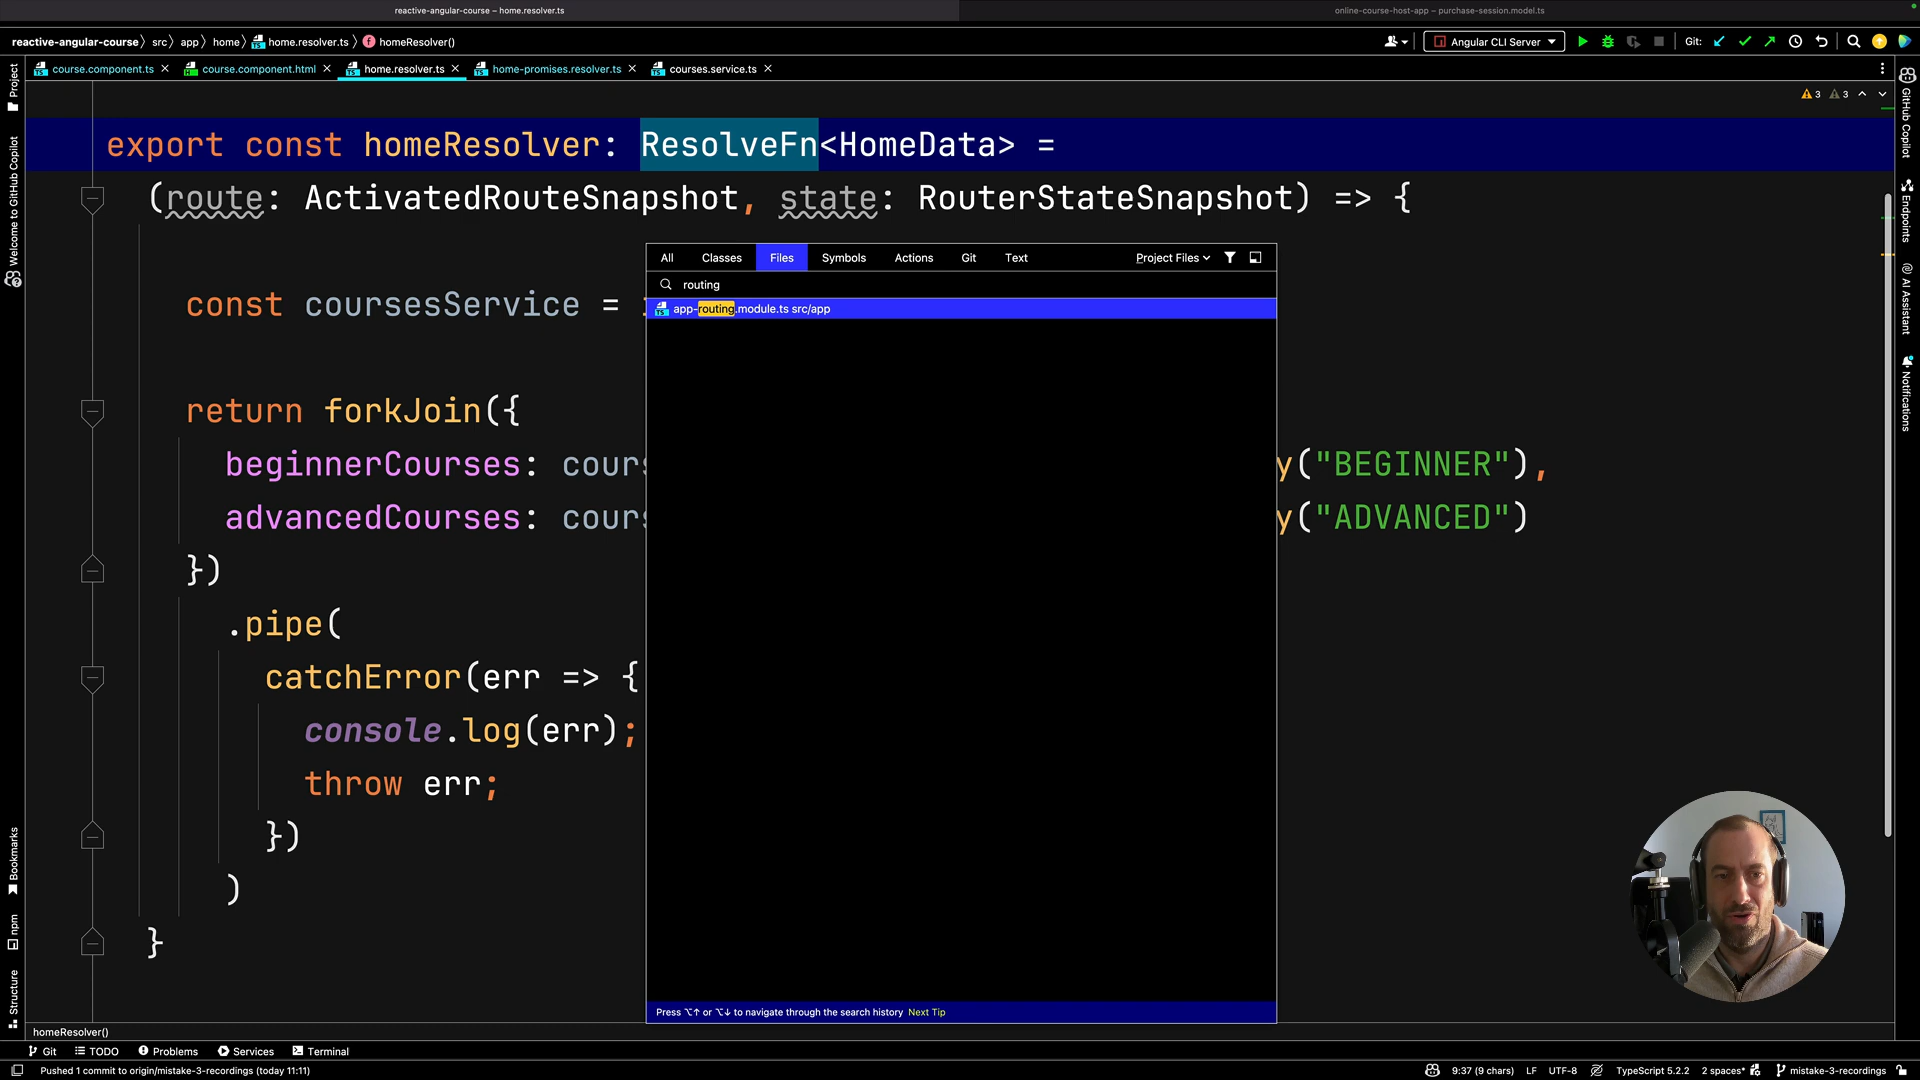 reactive-angular-course – home.resolver.ts
online-course-host-app – purchase-session.model.ts
reactive-angular-course src app home home.resolver.ts homeResolver()
Angular CLI Server
Git:
course.component.ts
course.component.html
home.resolver.ts
home-promises.resolver.ts
courses.service.ts
3 3
export const homeResolver: ResolveFn<HomeData> =
(route: ActivatedRouteSnapshot, state: RouterStateSnapshot) => {
const coursesService =
return forkJoin({
beginnerCourses: cours
y("BEGINNER"),
advancedCourses: cours
y("ADVANCED")
})
.pipe(
catchError(err => {
console.log(err);
throw err;
})
)
}
All Classes Files Symbols Actions Git Text Project Files
routing
app-routing.module.ts src/app
Press ⌥↑ or ⌥↓ to navigate through the search history Next Tip
Project
Welcome to GitHub Copilot
Bookmarks
npm
Structure
GitHub Copilot
Endpoints
AI Assistant
Notifications
homeResolver()
Git TODO Problems Services Terminal
Pushed 1 commit to origin/mistake-3-recordings (today 11:11)
9:37 (9 chars) LF UTF-8 TypeScript 5.2.2 2 spaces* mistake-3-recordings